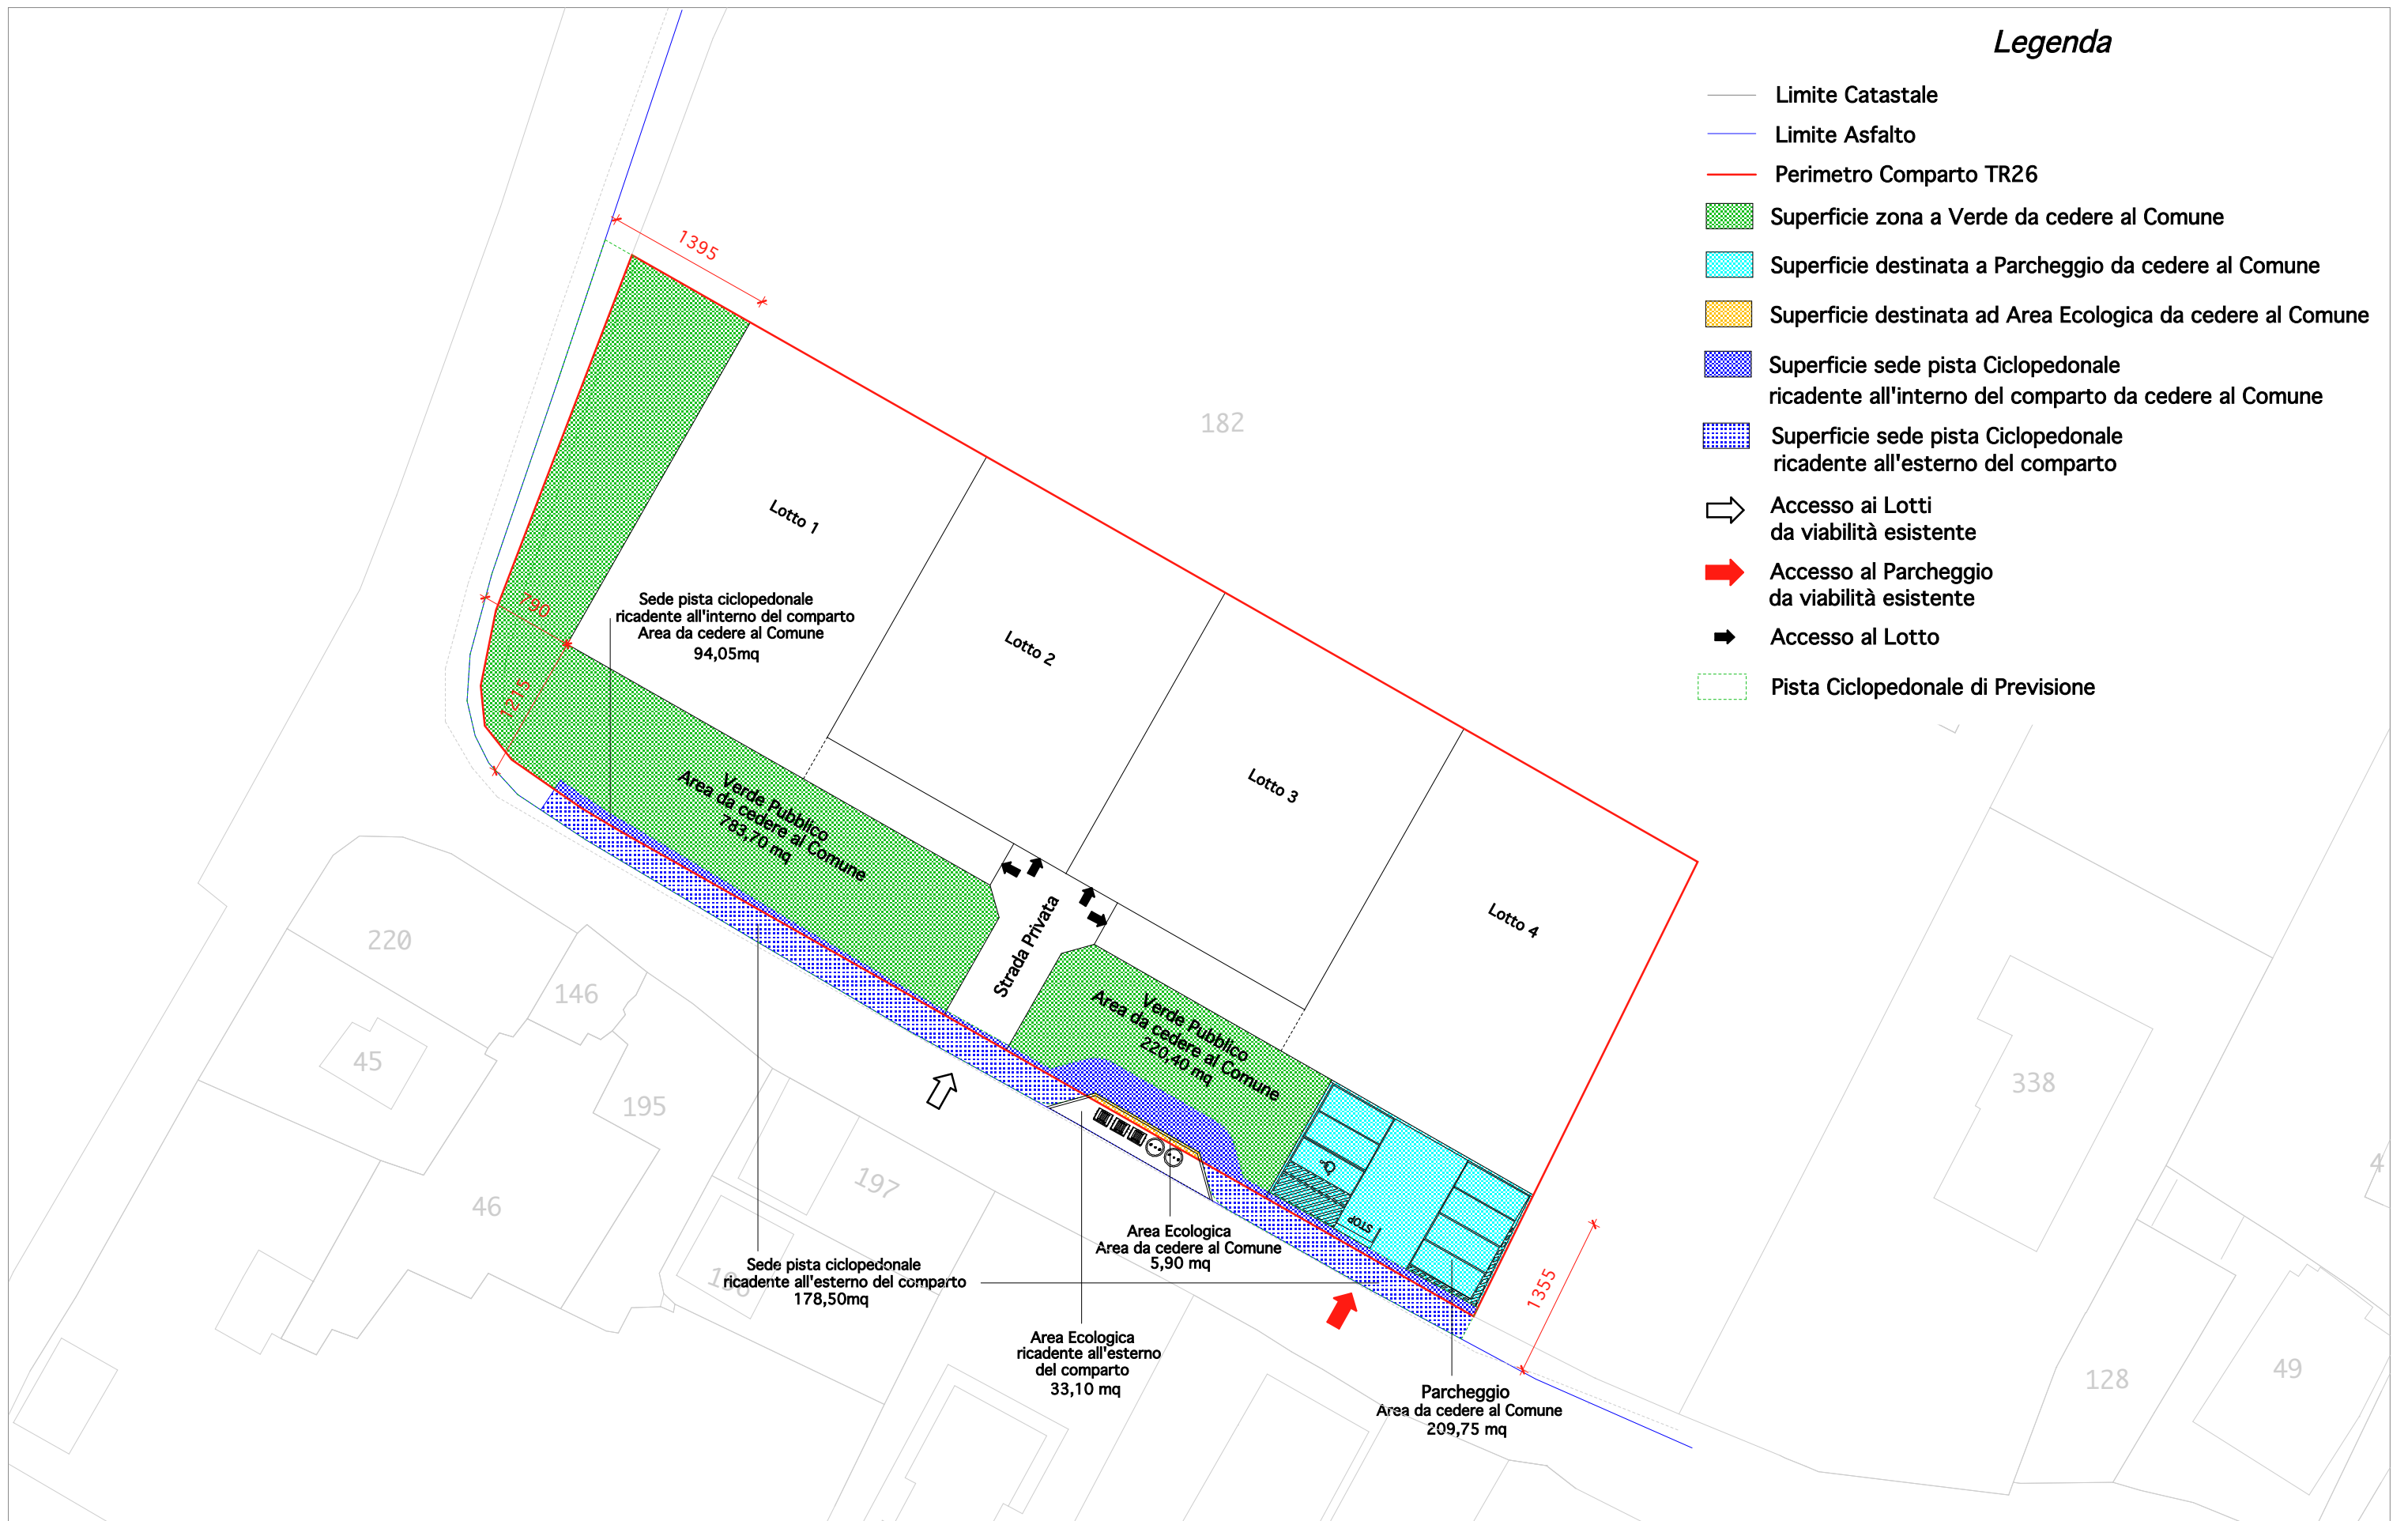 Legenda
Limite Catastale
Limite Asfalto
Perimetro Comparto TR26
Superficie zona a Verde da cedere al Comune
Superficie destinata a Parcheggio da cedere al Comune
Superficie destinata ad Area Ecologica da cedere al Comune
Superficie sede pista Ciclopedonale
ricadente all'interno del comparto da cedere al Comune
Superficie sede pista Ciclopedonale
ricadente all'esterno del comparto
Accesso ai Lotti
da viabilità esistente
Accesso al Parcheggio
da viabilità esistente
Accesso al Lotto
Pista Ciclopedonale di Previsione
1395
182
Lotto 1
790
Sede pista ciclopedonale
ricadente all'interno del comparto
Area da cedere al Comune
94,05mq
Lotto 2
1215
Lotto 3
Verde Pubblico
Area da cedere al Comune
783,70 mq
Lotto 4
Strada Privata
220
146
45
195
46
197
196
Verde Pubblico
Area da cedere al Comune
220,40 mq
338
4
STOP
Area Ecologica
Area da cedere al Comune
5,90 mq
Sede pista ciclopedonale
ricadente all'esterno del comparto
178,50mq
1355
Area Ecologica
ricadente all'esterno
del comparto
33,10 mq
Parcheggio
Area da cedere al Comune
209,75 mq
128
49